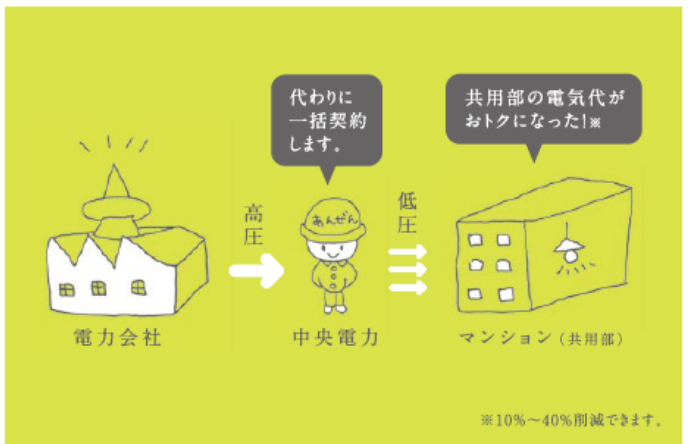 代わりに
一括契約
します。
共用部の電気代が
おトクになった!※
高圧
低圧
あんぜん
電力会社
中央電力
マンション(共用部)
※10%〜40%削減できます。